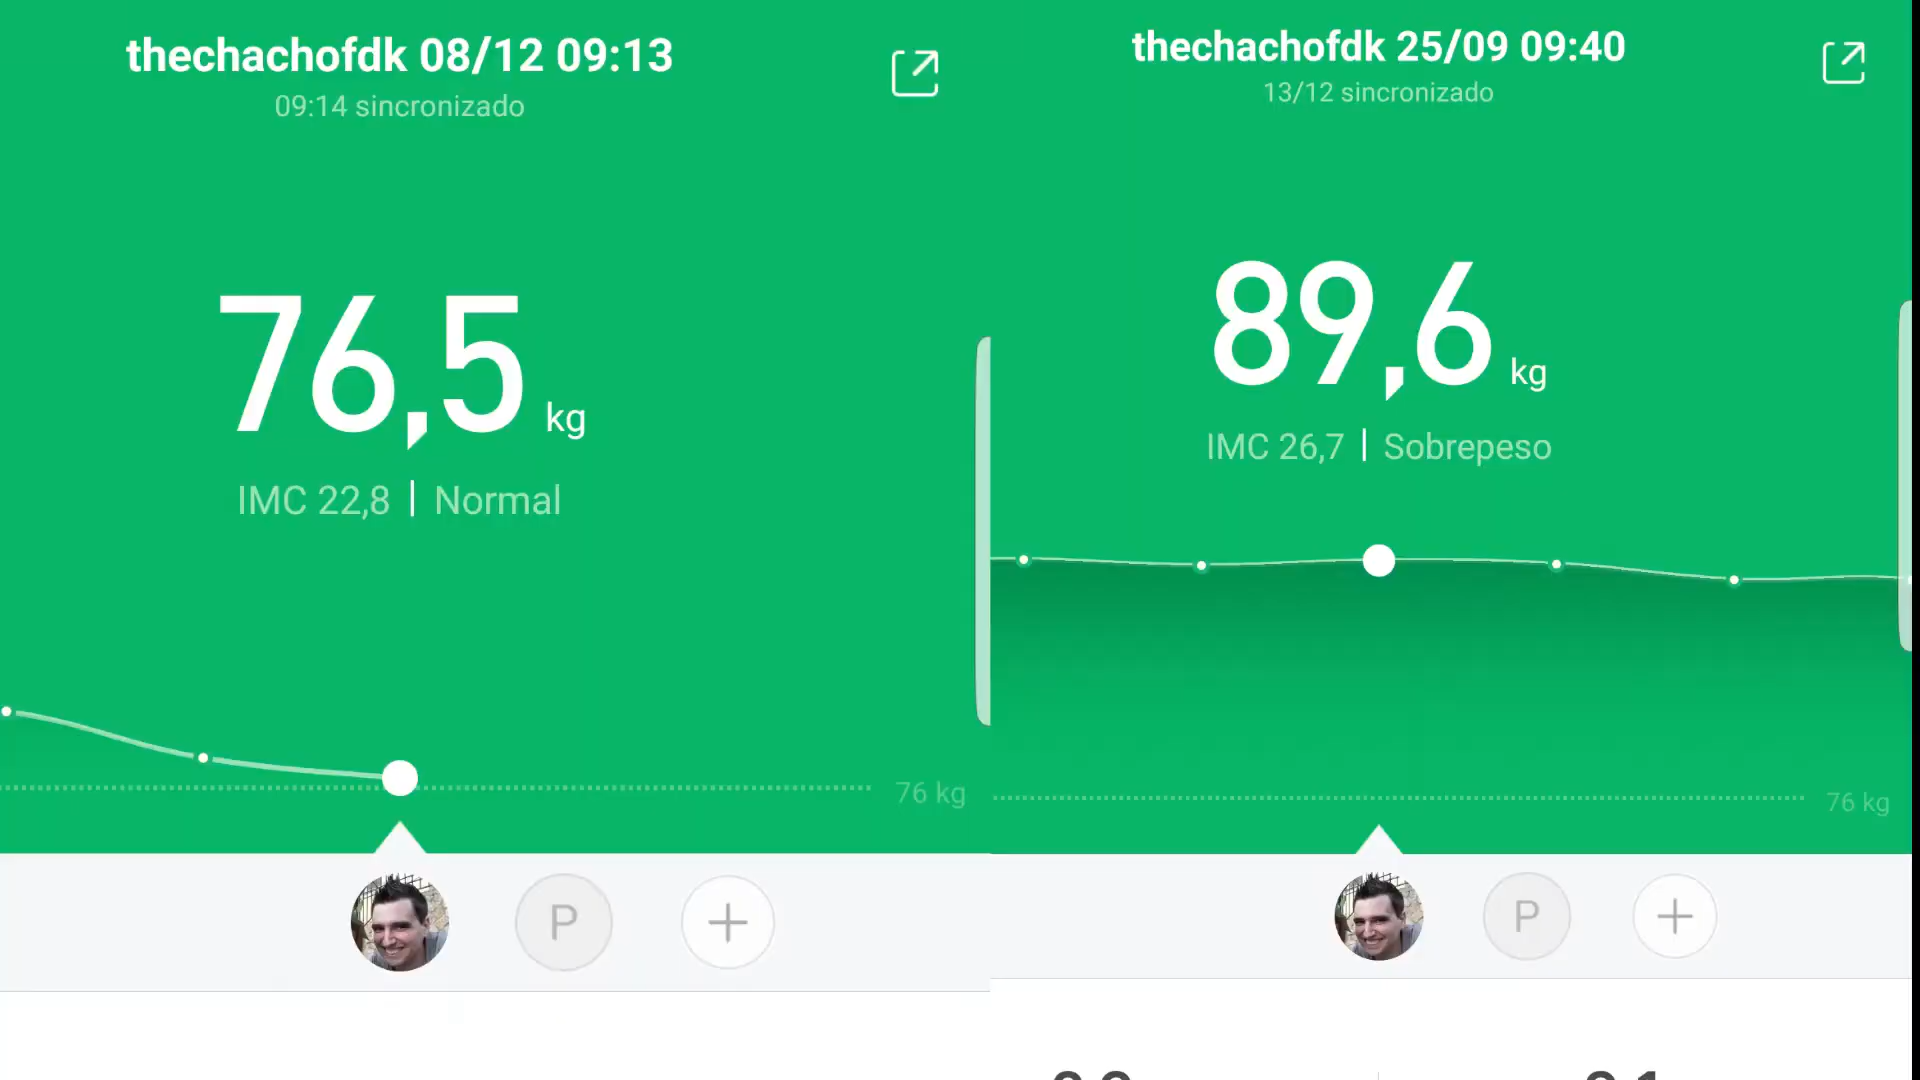 thechachofdk 08/12 09:13
09:14 sincronizado
76,5 kg
IMC 22,8 | Normal
76 kg
P
thechachofdk 25/09 09:40
13/12 sincronizado
89,6 kg
IMC 26,7 | Sobrepeso
76 kg
P